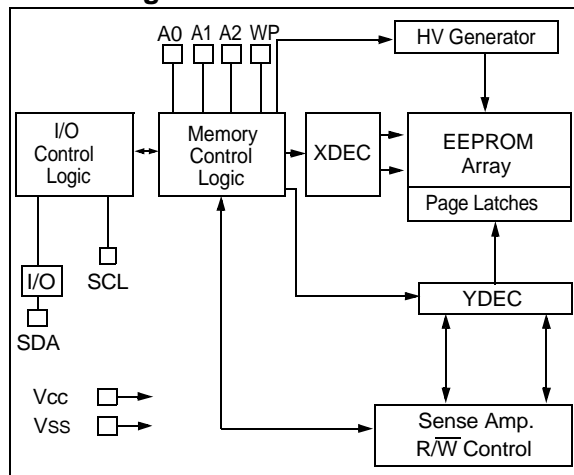 A0 A1 A2 WP
HV Generator
I/O
Control
Logic
Memory
Control
Logic
XDEC
EEPROM
Array
Page Latches
I/O
SCL
SDA
YDEC
Vcc
Vss
Sense Amp.
R/W̅ Control